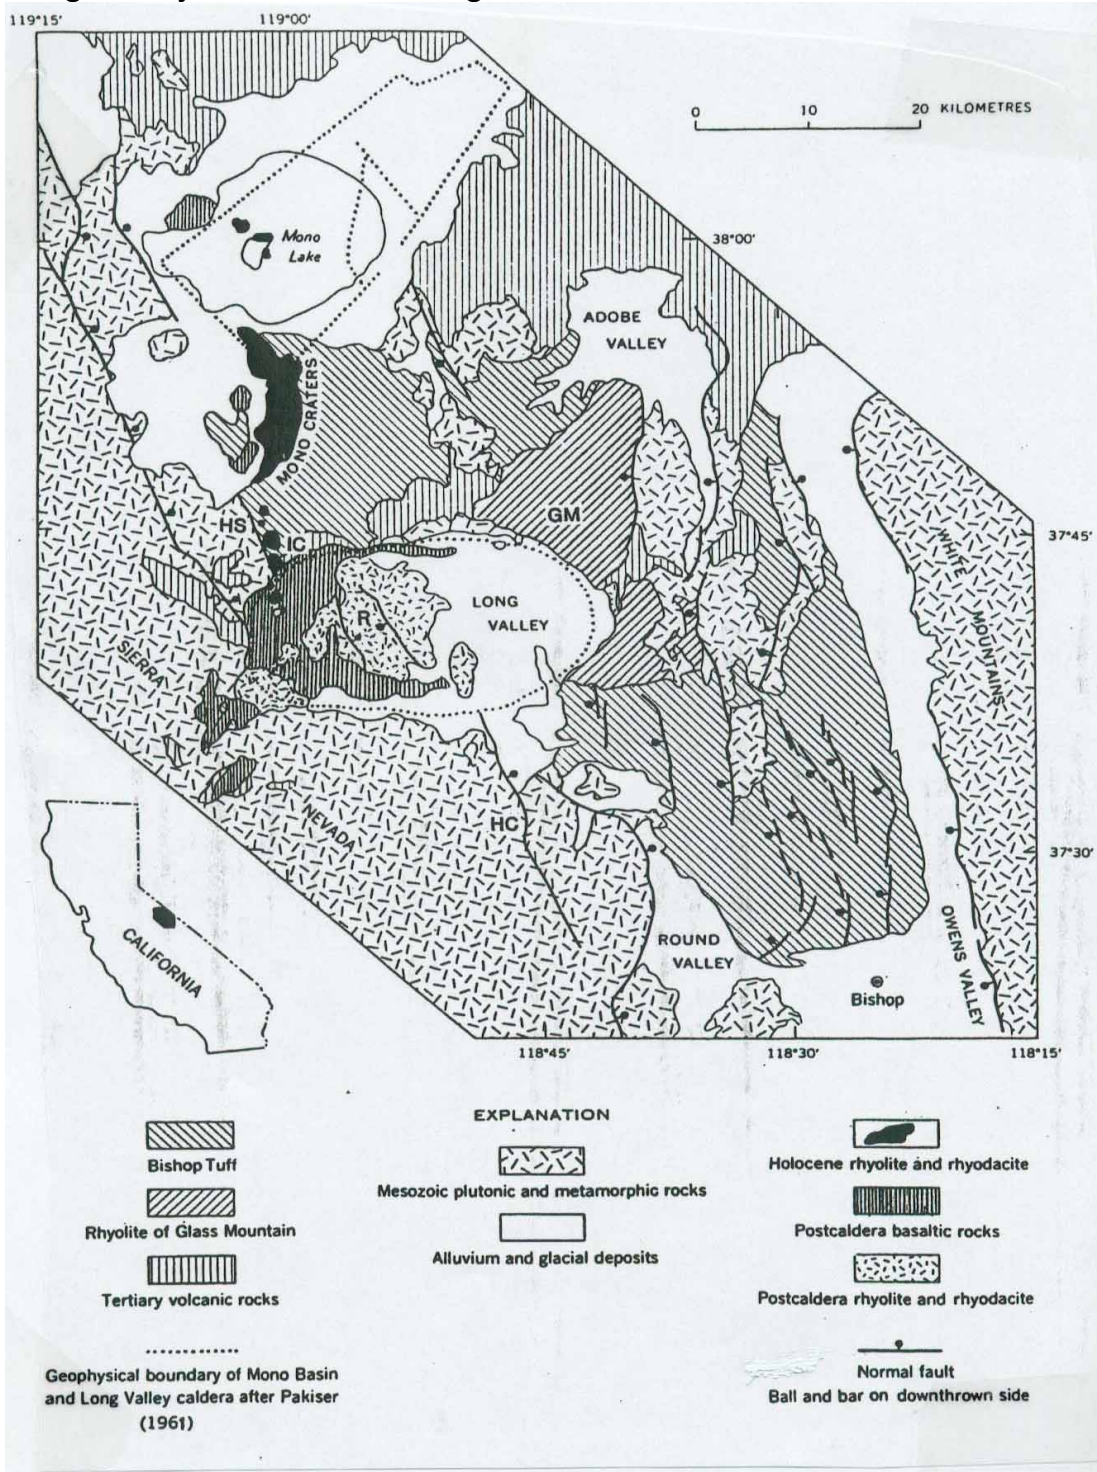 119°15'
119°00'
0 10 20 KILOMETRES
38°00'
Mono
Lake
ADOBE
VALLEY
MONO CRATERS
GM
HS
IC
37°45'
WHITE
MOUNTAINS
LONG
VALLEY
R
SIERRA
NEVADA
HC
37°30'
ROUND
VALLEY
OWENS VALLEY
Bishop
CALIFORNIA
118°45'
118°30'
118°15'
EXPLANATION
Bishop Tuff
Rhyolite of Glass Mountain
Tertiary volcanic rocks
Geophysical boundary of Mono Basin
and Long Valley caldera after Pakiser
(1961)
Mesozoic plutonic and metamorphic rocks
Alluvium and glacial deposits
Holocene rhyolite and rhyodacite
Postcaldera basaltic rocks
Postcaldera rhyolite and rhyodacite
Normal fault
Ball and bar on downthrown side